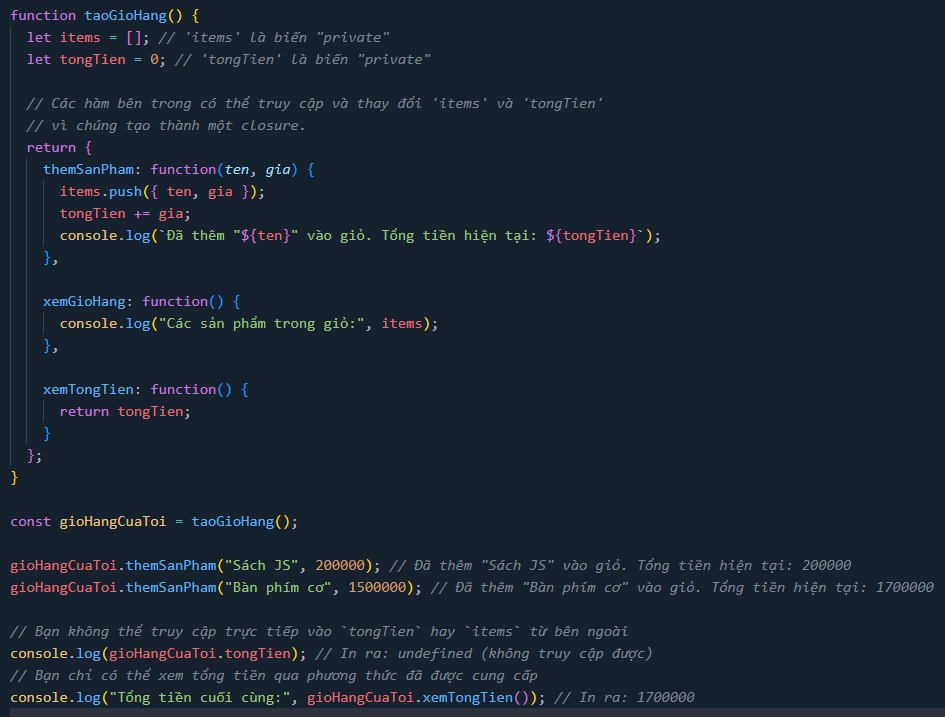 function taoGioHang() {
let items = []; // 'items' là biến "private"
let tongTien = 0; // 'tongTien' là biến "private"
// Các hàm bên trong có thể truy cập và thay đổi 'items' và 'tongTien'
// vì chúng tạo thành một closure.
return {
themSanPham: function(ten, gia) {
items.push({ ten, gia });
tongTien += gia;
console.log(`Đã thêm "${ten}" vào giỏ. Tổng tiền hiện tại: ${tongTien}`);
},
xemGioHang: function() {
console.log("Các sản phẩm trong giỏ:", items);
},
xemTongTien: function() {
return tongTien;
}
};
}
const gioHangCuaToi = taoGioHang();
gioHangCuaToi.themSanPham("Sách JS", 200000); // Đã thêm "Sách JS" vào giỏ. Tổng tiền hiện tại: 200000
gioHangCuaToi.themSanPham("Bàn phím cơ", 1500000); // Đã thêm "Bàn phím cơ" vào giỏ. Tổng tiền hiện tại: 1700000
// Bạn không thể truy cập trực tiếp vào `tongTien` hay `items` từ bên ngoài
console.log(gioHangCuaToi.tongTien); // In ra: undefined (không truy cập được)
// Bạn chỉ có thể xem tổng tiền qua phương thức đã được cung cấp
console.log("Tổng tiền cuối cùng:", gioHangCuaToi.xemTongTien()); // In ra: 1700000